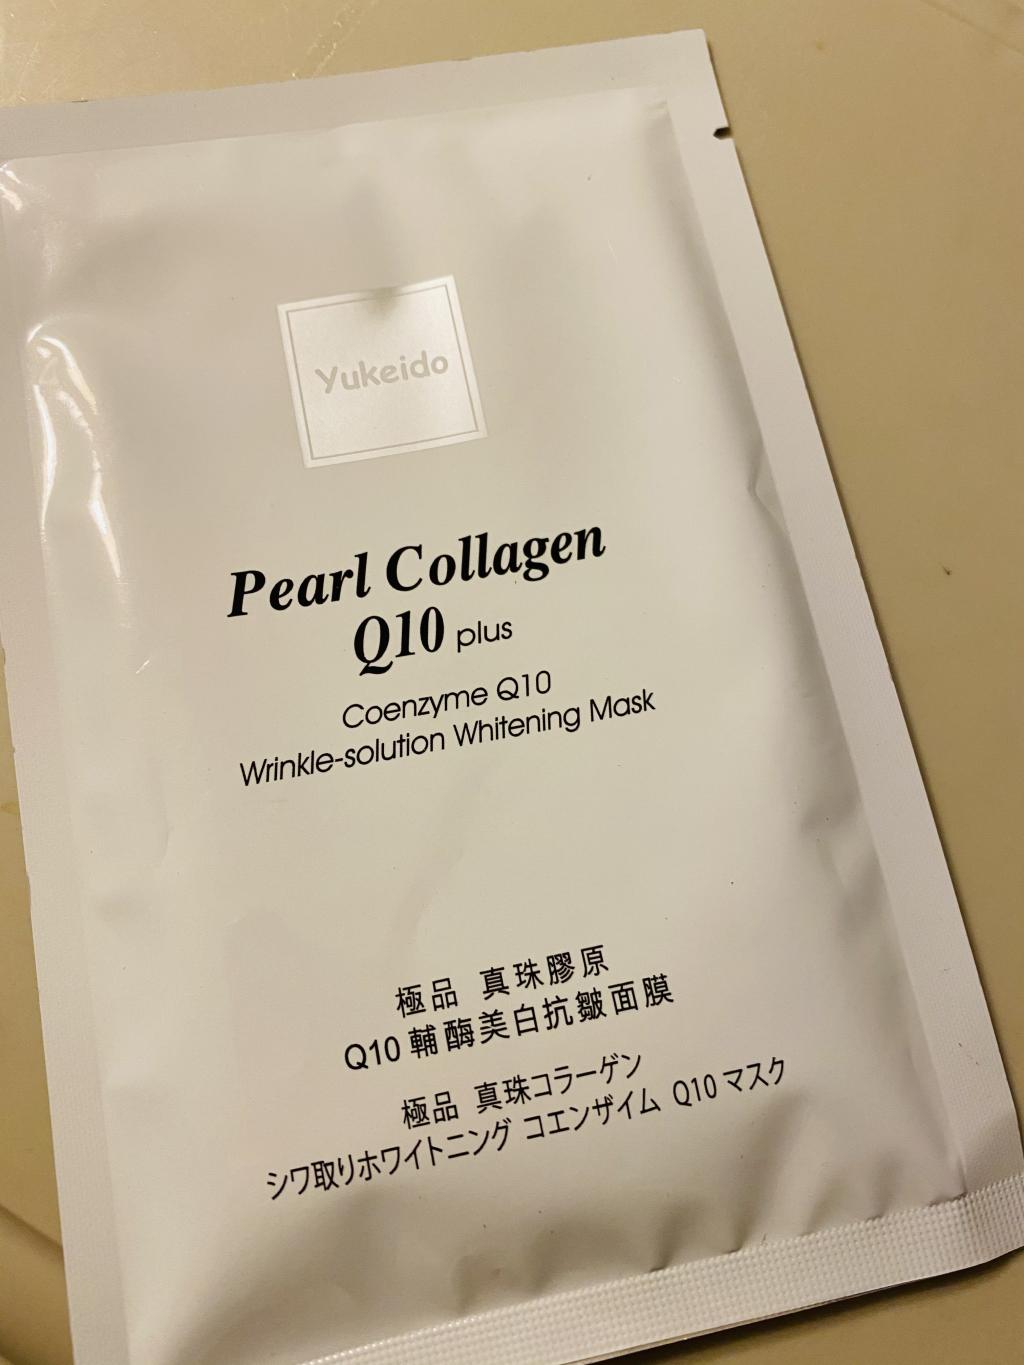 Yukeido
Pearl Collagen
Q10 plus
Coenzyme Q10
Wrinkle-solution Whitening Mask
極品 真珠膠原
Q10 輔酶美白抗皺面膜
極品 真珠コラーゲン
シワ取りホワイトニング コエンザイム Q10 マスク